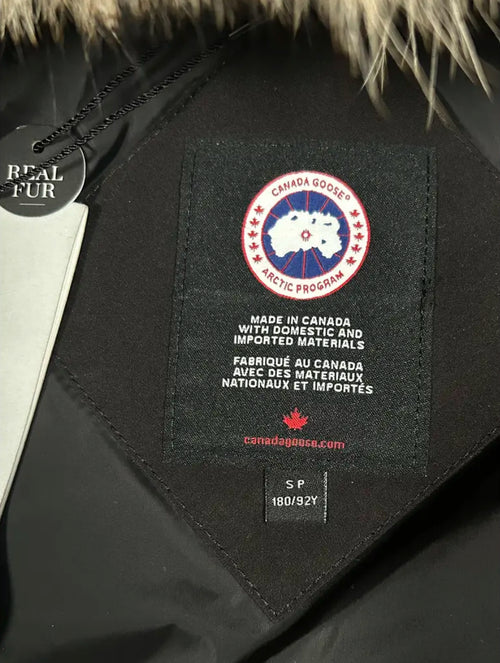 REAL
FUR
CANADA GOOSE®
ARCTIC PROGRAM
MADE IN CANADA
WITH DOMESTIC AND
IMPORTED MATERIALS
FABRIQUÉ AU CANADA
AVEC DES MATERIAUX
NATIONAUX ET IMPORTÉS
canadagoose.com
S P
180/92Y